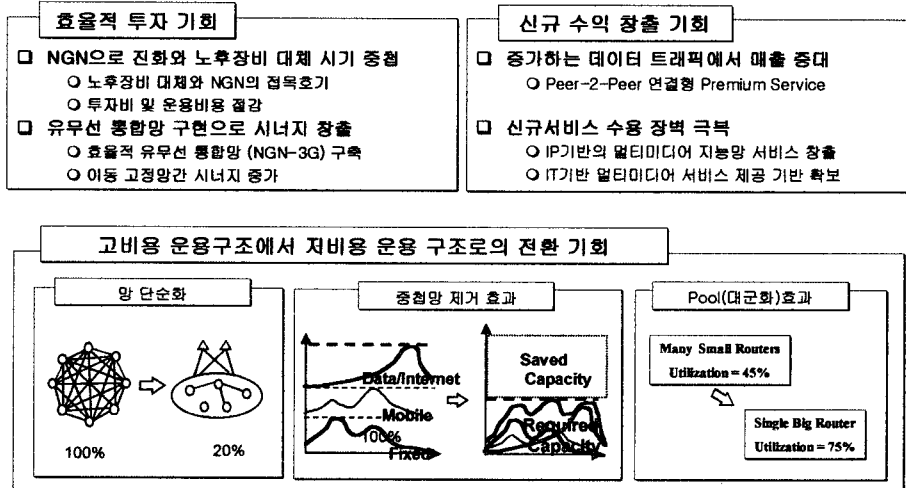 효율적 투자 기회
❑ NGN으로 진화와 노후장비 대체 시기 중첩
○ 노후장비 대체와 NGN의 접목호기
○ 투자비 및 운용비용 절감
❑ 유무선 통합망 구현으로 시너지 창출
○ 효율적 유무선 통합망 (NGN-3G) 구축
○ 이동 고정망간 시너지 증가
신규 수익 창출 기회
❑ 증가하는 데이터 트래픽에서 매출 증대
○ Peer-2-Peer 연결형 Premium Service
❑ 신규서비스 수용 장벽 극복
○ IP기반의 멀티미디어 지능망 서비스 창출
○ IT기반 멀티미디어 서비스 제공 기반 확보
고비용 운용구조에서 저비용 운용 구조로의 전환 기회
망 단순화
100%
20%
중첩망 제거 효과
Data/Internet
Mobile
100%
Fixed
Saved
Capacity
Required
Capacity
Pool(대군화)효과
Many Small Routers
Utilization = 45%
Single Big Router
Utilization = 75%